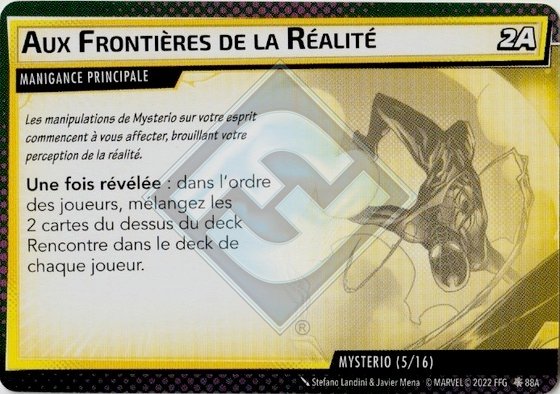 Aux Frontières de la Réalité
2A
Manigance Principale
Les manipulations de Mysterio sur votre esprit
commencent à vous affecter, brouillant votre
perception de la réalité.
Une fois révélée : dans l'ordre
des joueurs, mélangez les
2 cartes du dessus du deck
Rencontre dans le deck de
chaque joueur.
®
Mysterio (5/16)
Stefano Landini & Javier Mena © MARVEL © 2022 FFG 88A